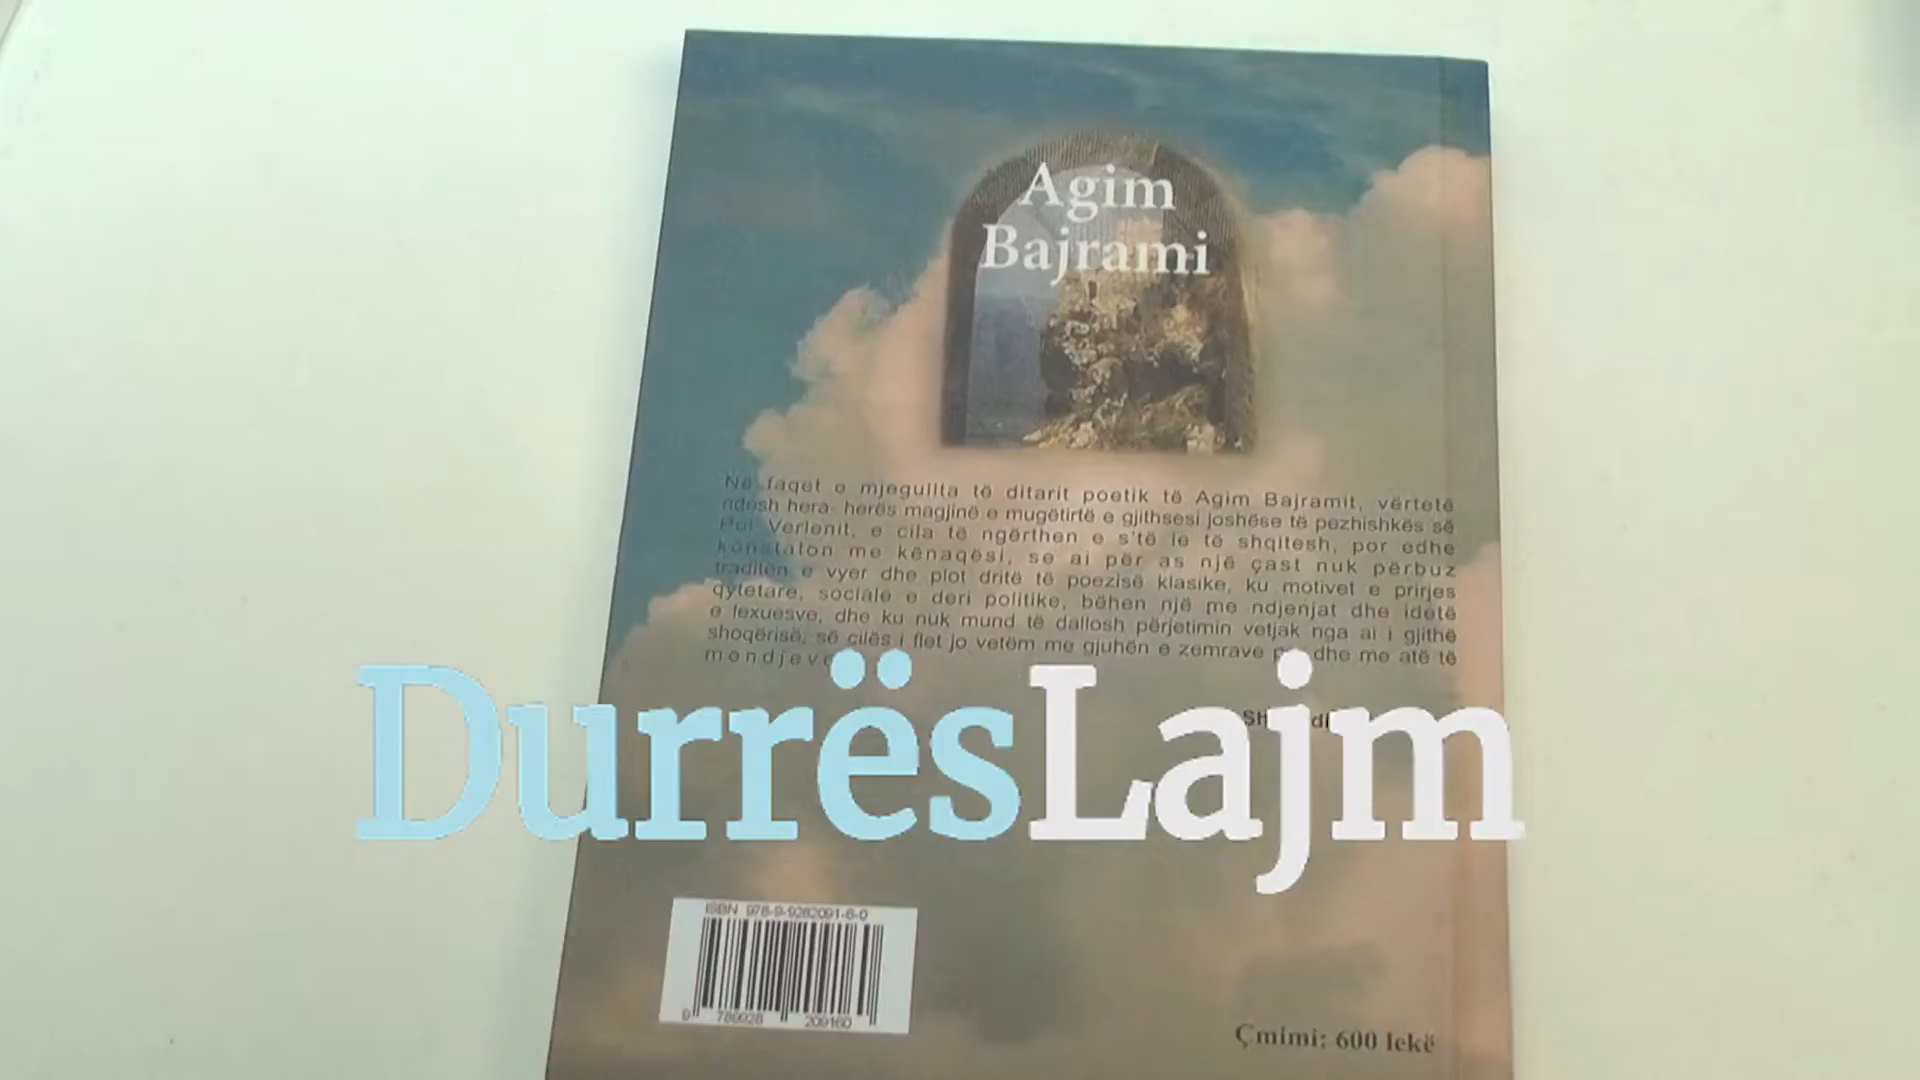 Agim
Bajrami
Në faqet e mjegullta të ditarit poetik të Agim Bajramit, vërtetë
ndesh hera- herës magjinë e mugëtirtë e gjithsesi joshëse të pezhishkës së
Pol Verlenit, e cila të ngërthen e s'të le të shqitesh, por edhe
konstaton me kënaqësi, se ai për as një çast nuk përbuz
traditën e vyer dhe plot dritë të poezisë klasike, ku motivet e prirjes
qytetare, sociale e deri politike, bëhen një me ndjenjat dhe idetë
e lexuesve, dhe ku nuk mund të dallosh përjetimin vetjak nga ai i gjithë
shoqërisë, së cilës i flet jo vetëm me gjuhën e zemrave dhe me atë të
DurrësLajm
ISBN 978-9-9282091-6-0
9 789928 209160
Çmimi: 600 lekë